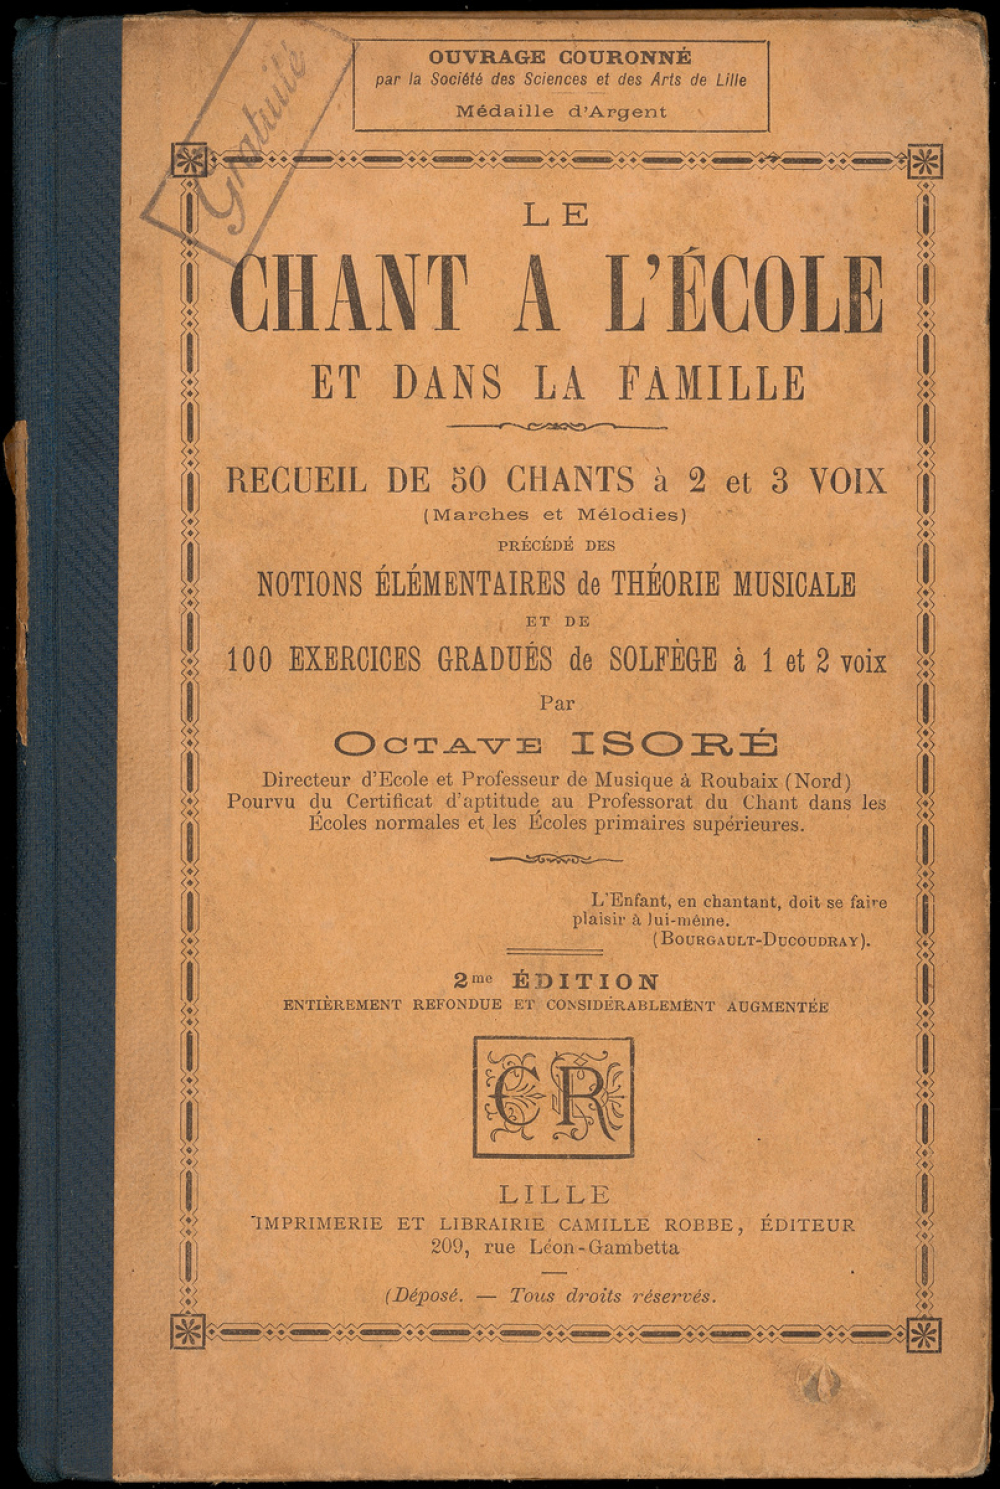 Gratuité
OUVRAGE COURONNÉ
par la Société des Sciences et des Arts de Lille
Médaille d'Argent
LE
CHANT A L'ÉCOLE
ET DANS LA FAMILLE
RECUEIL DE 50 CHANTS à 2 et 3 VOIX
(Marches et Mélodies)
PRÉCÉDÉ DES
NOTIONS ÉLÉMENTAIRES de THÉORIE MUSICALE
ET DE
100 EXERCICES GRADUÉS de SOLFÈGE à 1 et 2 voix
Par
OCTAVE ISORÉ
Directeur d'Ecole et Professeur de Musique à Roubaix (Nord)
Pourvu du Certificat d'aptitude au Professorat du Chant dans les
Écoles normales et les Écoles primaires supérieures.
L'Enfant, en chantant, doit se faire
plaisir à lui-même.
(BOURGAULT-DUCOUDRAY).
2me ÉDITION
ENTIÈREMENT REFONDUE ET CONSIDÉRABLEMENT AUGMENTÉE
CR
LILLE
IMPRIMERIE ET LIBRAIRIE CAMILLE ROBBE, ÉDITEUR
209, rue Léon-Gambetta
(Déposé. — Tous droits réservés.